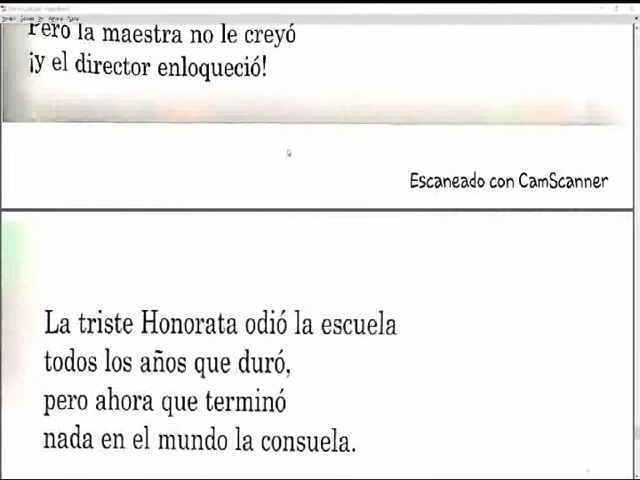 Pero la maestra no le creyó
¡y el director enloqueció!
Escaneado con CamScanner
La triste Honorata odió la escuela
todos los años que duró,
pero ahora que terminó
nada en el mundo la consuela.